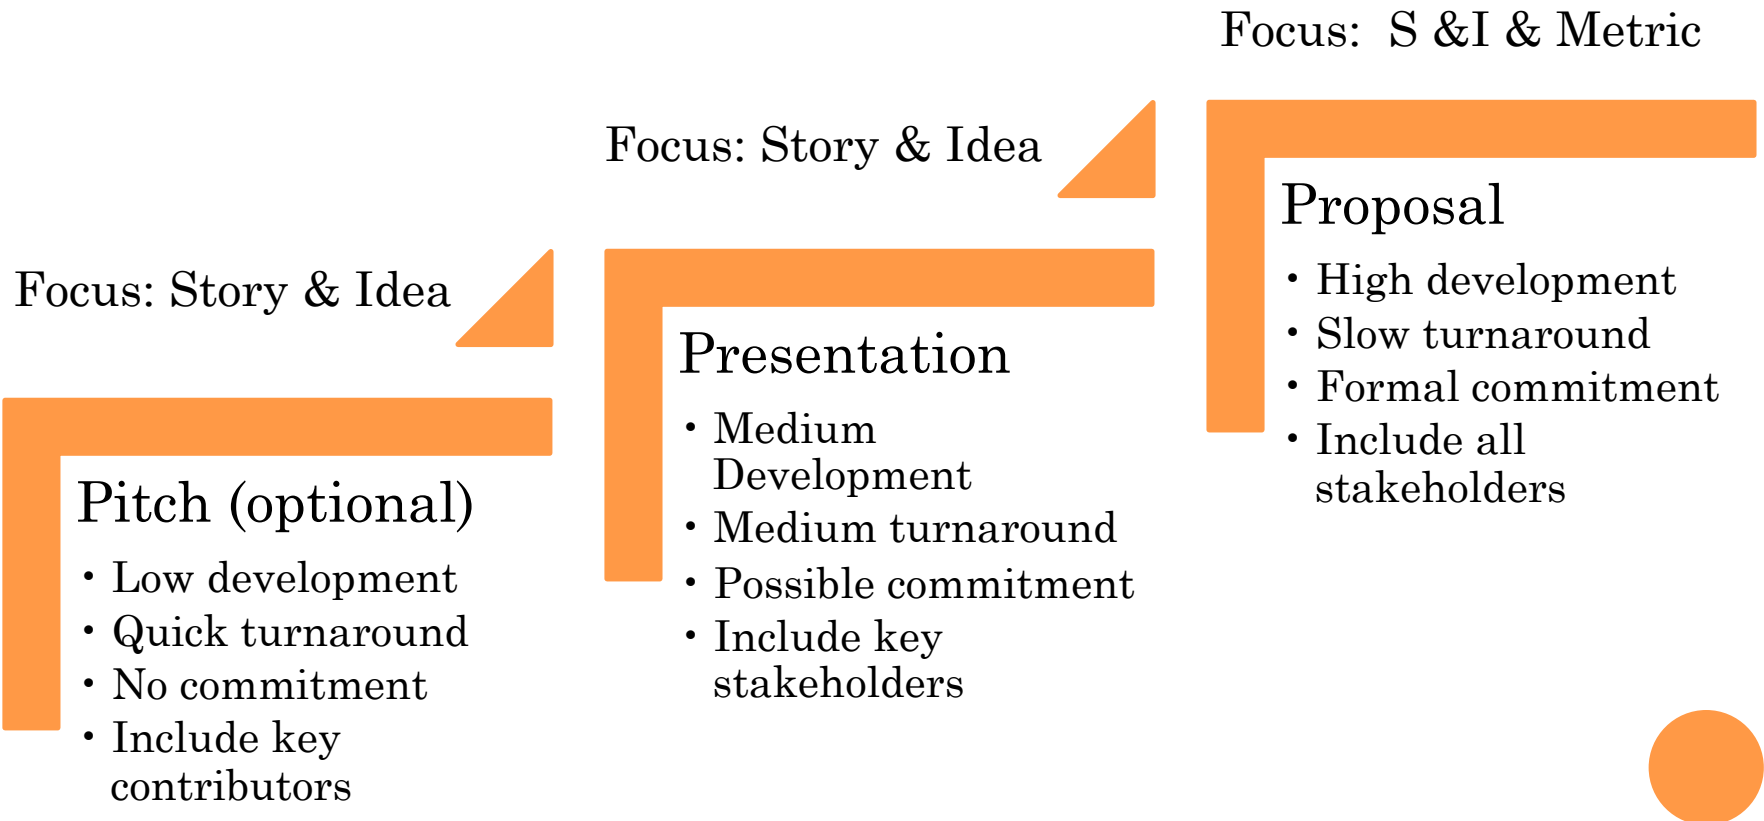 Focus: Story & Idea
Pitch (optional)
• Low development
• Quick turnaround
• No commitment
• Include key
contributors
Focus: Story & Idea
Presentation
• Medium
Development
• Medium turnaround
• Possible commitment
• Include key
stakeholders
Focus:  S &I & Metric
Proposal
• High development
• Slow turnaround
• Formal commitment
• Include all
stakeholders